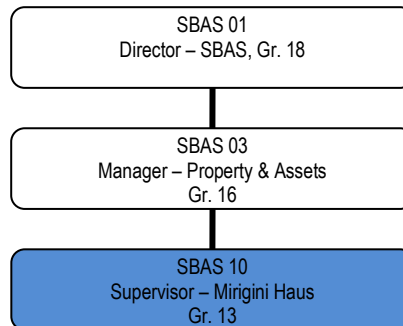 SBAS 01
Director – SBAS, Gr. 18
SBAS 03
Manager – Property & Assets
Gr. 16
SBAS 10
Supervisor – Mirigini Haus
Gr. 13